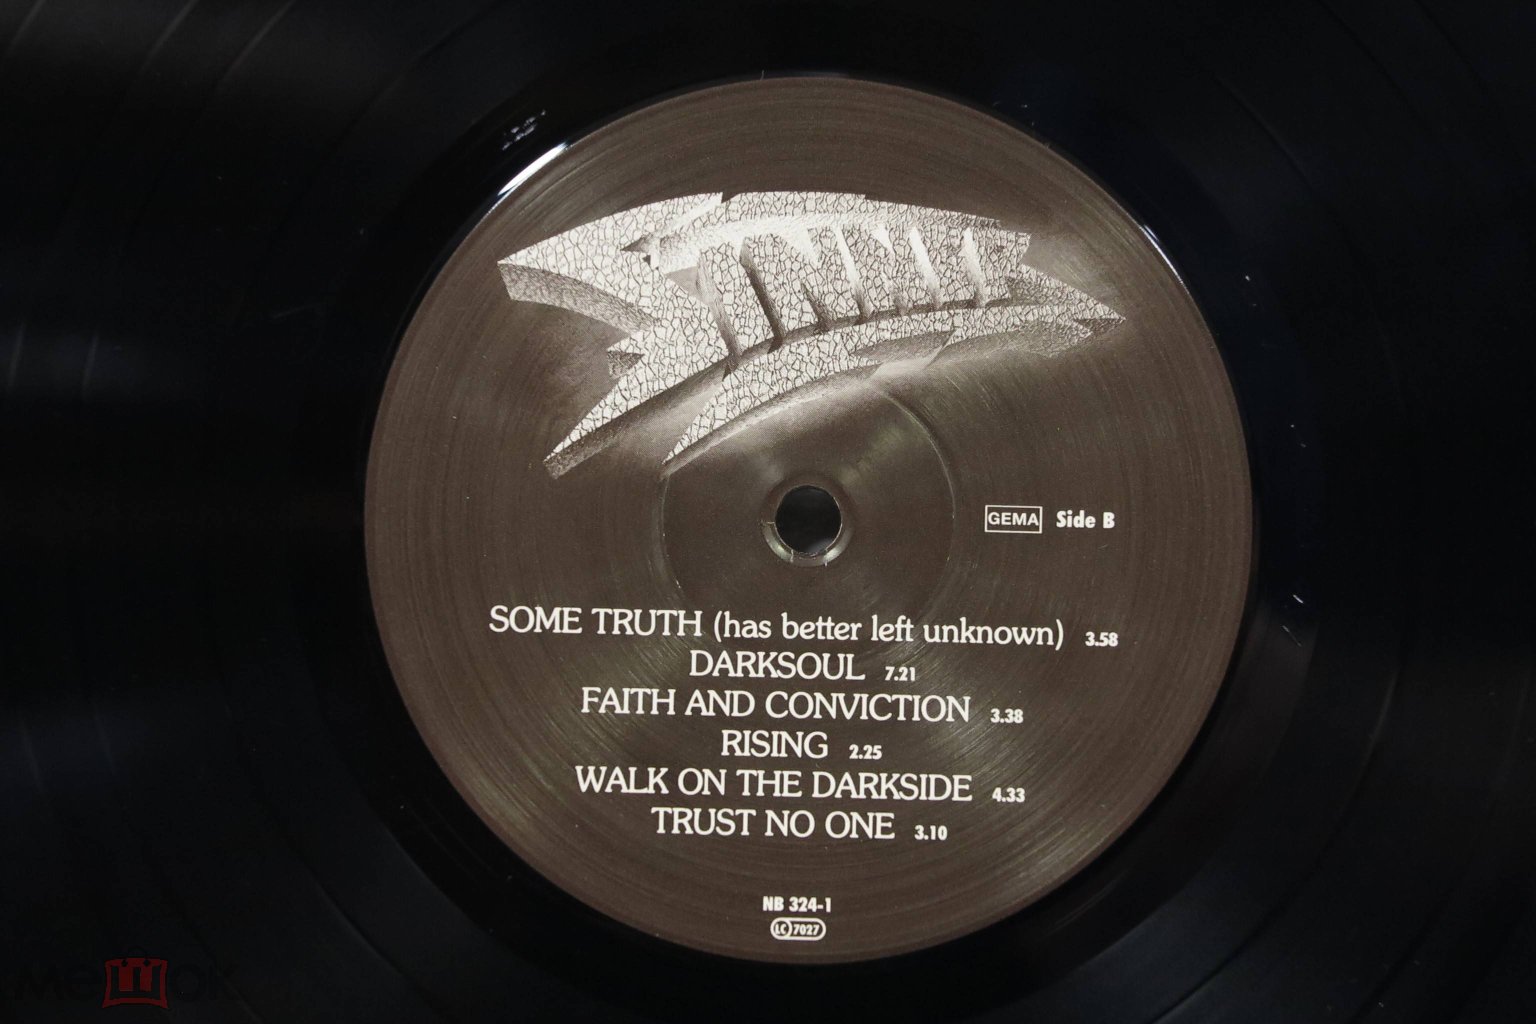 GEMA Side B
SOME TRUTH (has better left unknown) 3.58
DARKSOUL 7.21
FAITH AND CONVICTION 3.38
RISING 2.25
WALK ON THE DARKSIDE 4.33
TRUST NO ONE 3.10
NB 324-1
LC 7027
мешок